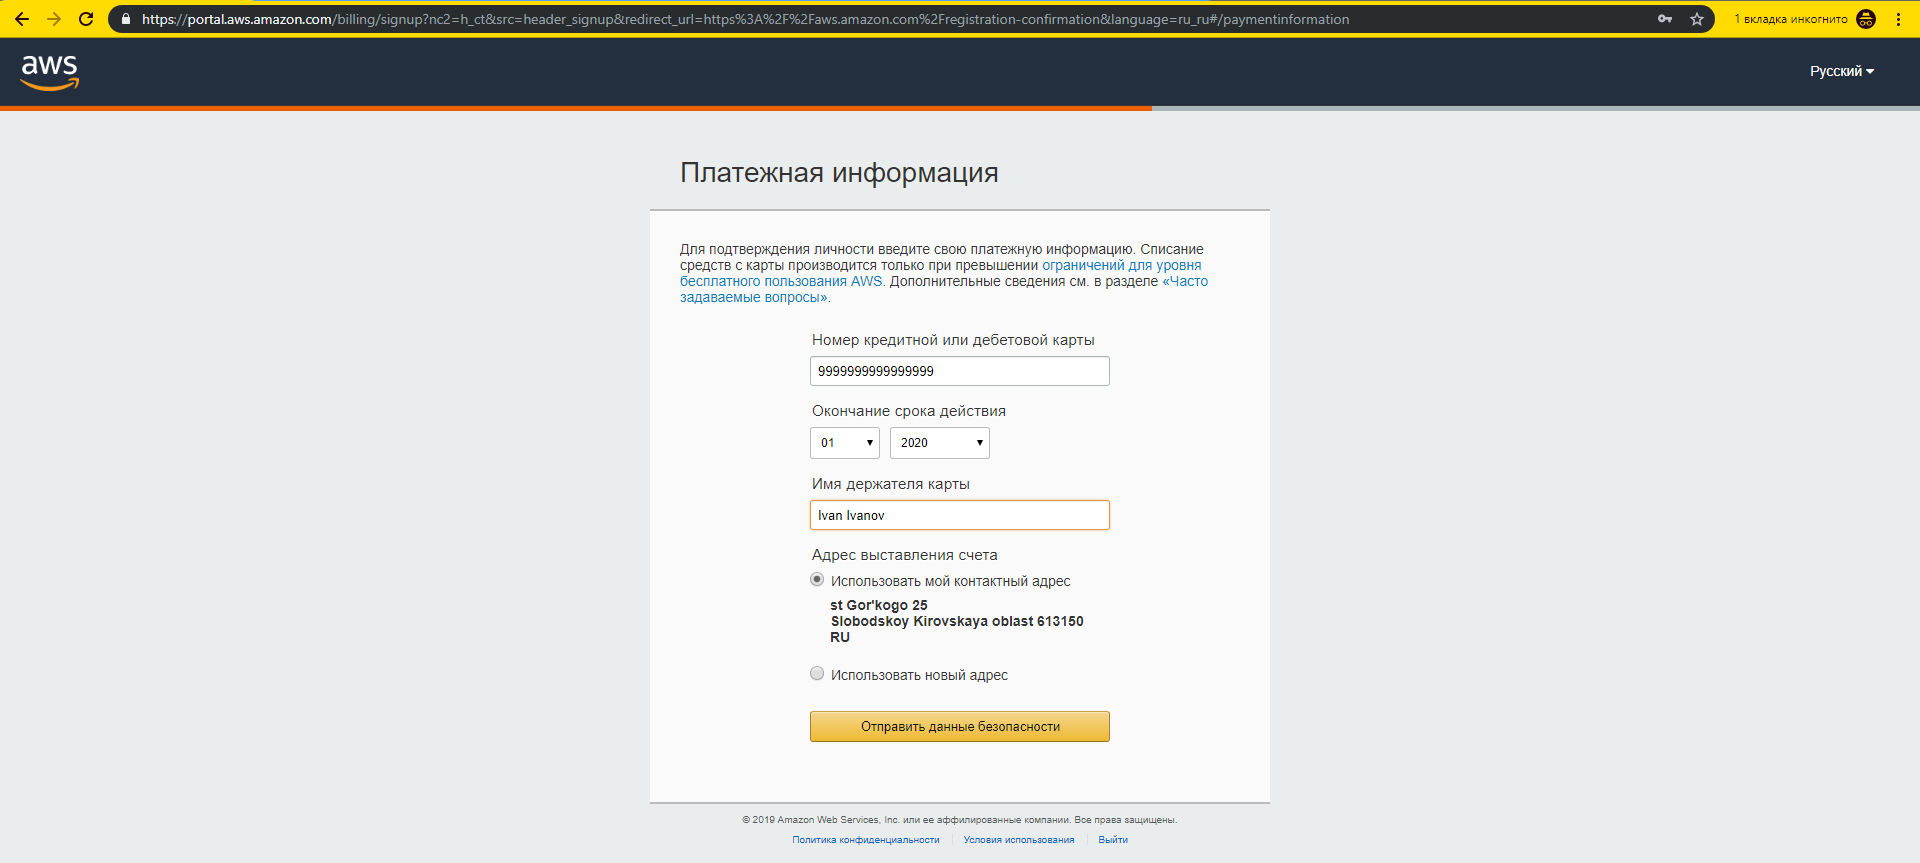 https://portal.aws.amazon.com/billing/signup?nc2=h_ct&src=header_signup&redirect_url=https%3A%2F%2Faws.amazon.com%2Fregistration-confirmation&language=ru_ru#/paymentinformation
1 вкладка инкогнито
aws
Русский
Платежная информация
Для подтверждения личности введите свою платежную информацию. Списание
средств с карты производится только при превышении ограничений для уровня
бесплатного пользования AWS. Дополнительные сведения см. в разделе «Часто
задаваемые вопросы».
Номер кредитной или дебетовой карты
9999999999999999
Окончание срока действия
01 2020
Имя держателя карты
Ivan Ivanov
Адрес выставления счета
Использовать мой контактный адрес
st Gor'kogo 25
Slobodskoy Kirovskaya oblast 613150
RU
Использовать новый адрес
Отправить данные безопасности
© 2019 Amazon Web Services, Inc. или ее аффилированные компании. Все права защищены.
Политика конфиденциальности Условия использования Выйти